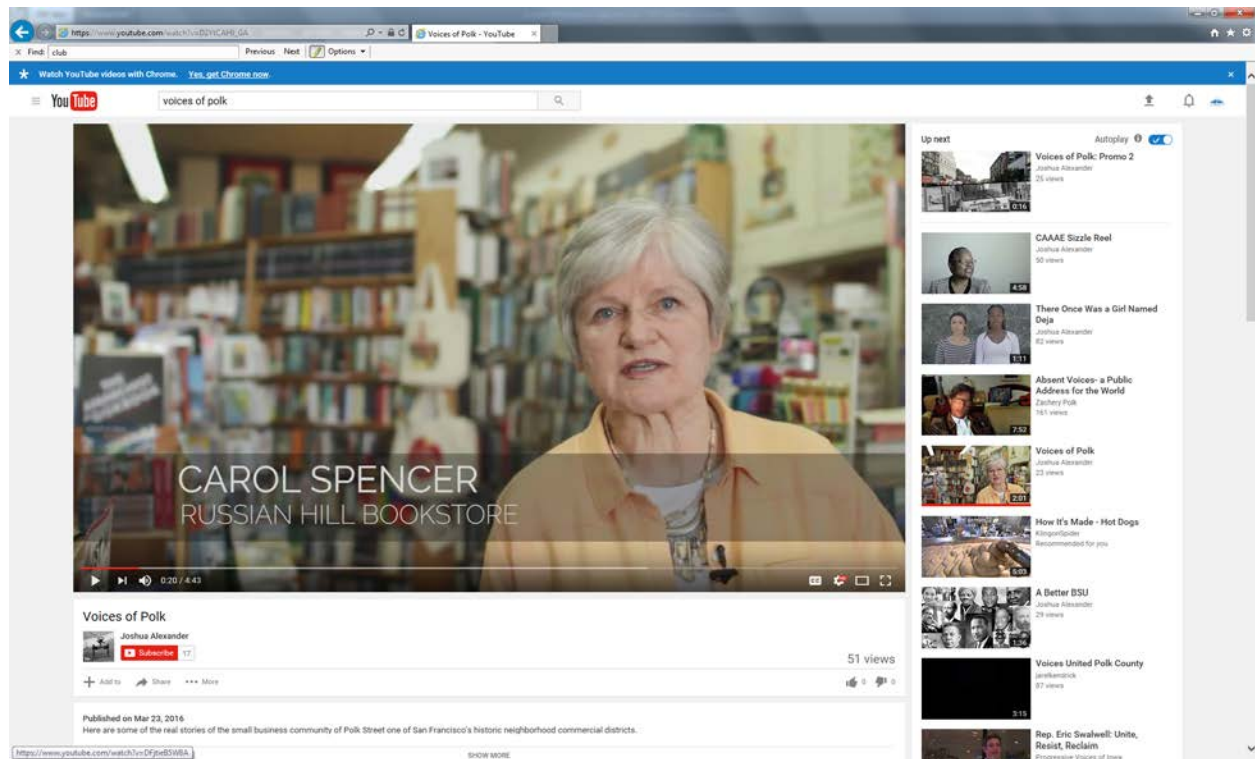 Voices of Polk - YouTube
Find: club
Previous Next Options
Watch YouTube videos with Chrome. Yes, get Chrome now.
YouTube
voices of polk
CAROL SPENCER
RUSSIAN HILL BOOKSTORE
0:20 / 4:43
Voices of Polk
Joshua Alexander
Subscribe 17
51 views
Add to Share More
0 0
Published on Mar 23, 2016
Here are some of the real stories of the small business community of Polk Street one of San Francisco's historic neighborhood commercial districts.
SHOW MORE
Up next
Autoplay
Voices of Polk: Promo 2
Joshua Alexander
25 views
0:16
CAAAE Sizzle Reel
Joshua Alexander
50 views
4:58
There Once Was a Girl Named
Deja
Joshua Alexander
82 views
1:11
Absent Voices- a Public
Address for the World
Zachery Polk
161 views
7:52
Voices of Polk
Joshua Alexander
23 views
2:01
How It's Made - Hot Dogs
KlingonSpider
Recommended for you
5:03
A Better BSU
Joshua Alexander
29 views
1:36
Voices United Polk County
jarelkendrick
87 views
3:15
Rep. Eric Swalwell: Unite,
Resist, Reclaim
Progressive Voices of Iowa